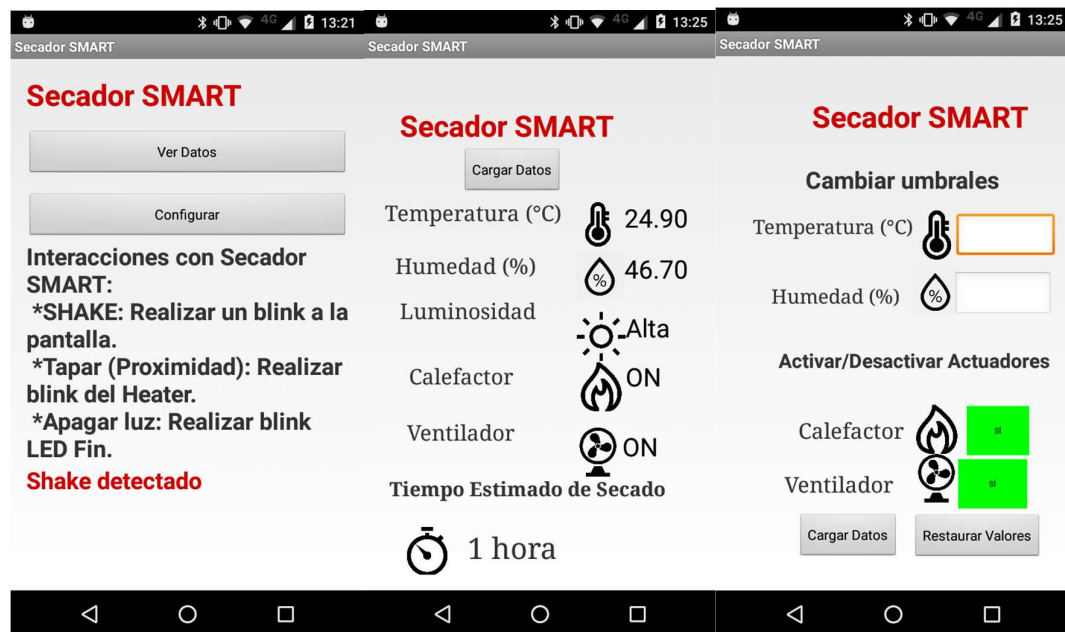 4G 13:21
Secador SMART
Secador SMART
Ver Datos
Configurar
Interacciones con Secador
SMART:
*SHAKE: Realizar un blink a la
pantalla.
*Tapar (Proximidad): Realizar
blink del Heater.
*Apagar luz: Realizar blink
LED Fin.
Shake detectado
4G 13:25
Secador SMART
Secador SMART
Cargar Datos
Temperatura (°C) 24.90
Humedad (%) % 46.70
Luminosidad
Alta
Calefactor ON
Ventilador ON
Tiempo Estimado de Secado
1 hora
4G 13:25
Secador SMART
Secador SMART
Cambiar umbrales
Temperatura (°C)
Humedad (%) %
Activar/Desactivar Actuadores
Calefactor si
Ventilador si
Cargar Datos Restaurar Valores